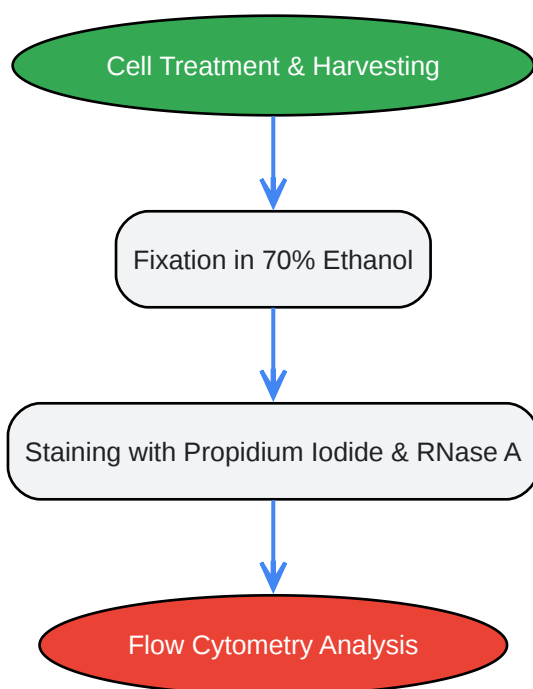 Cell Treatment & Harvesting
Fixation in 70% Ethanol
Staining with Propidium Iodide & RNase A
Flow Cytometry Analysis